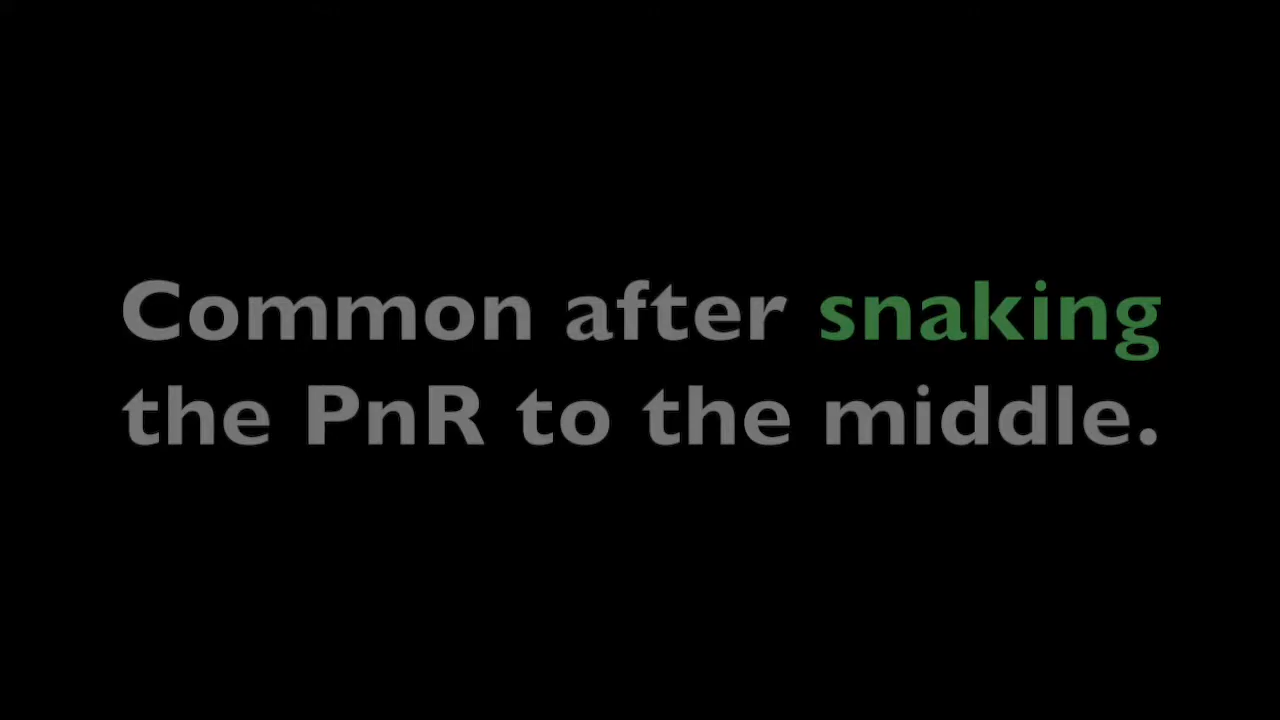 Common after snaking
the PnR to the middle.